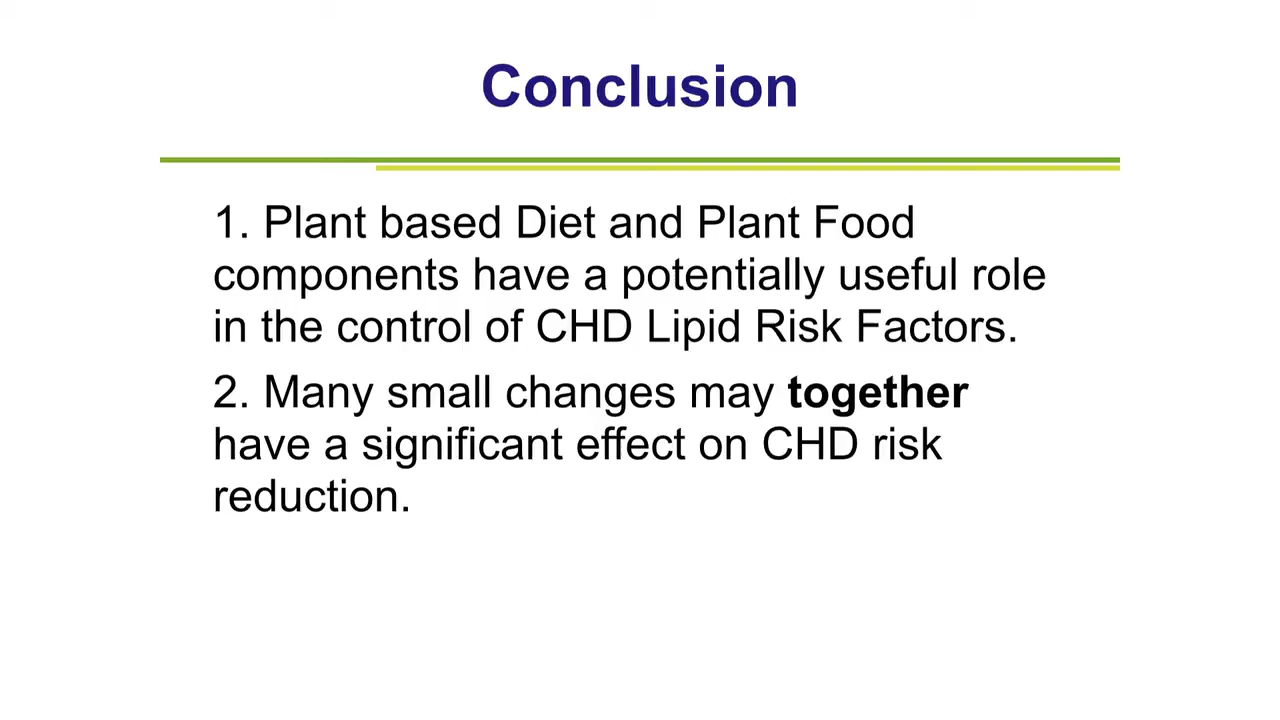 Conclusion
1. Plant based Diet and Plant Food
components have a potentially useful role
in the control of CHD Lipid Risk Factors.
2. Many small changes may together
have a significant effect on CHD risk
reduction.